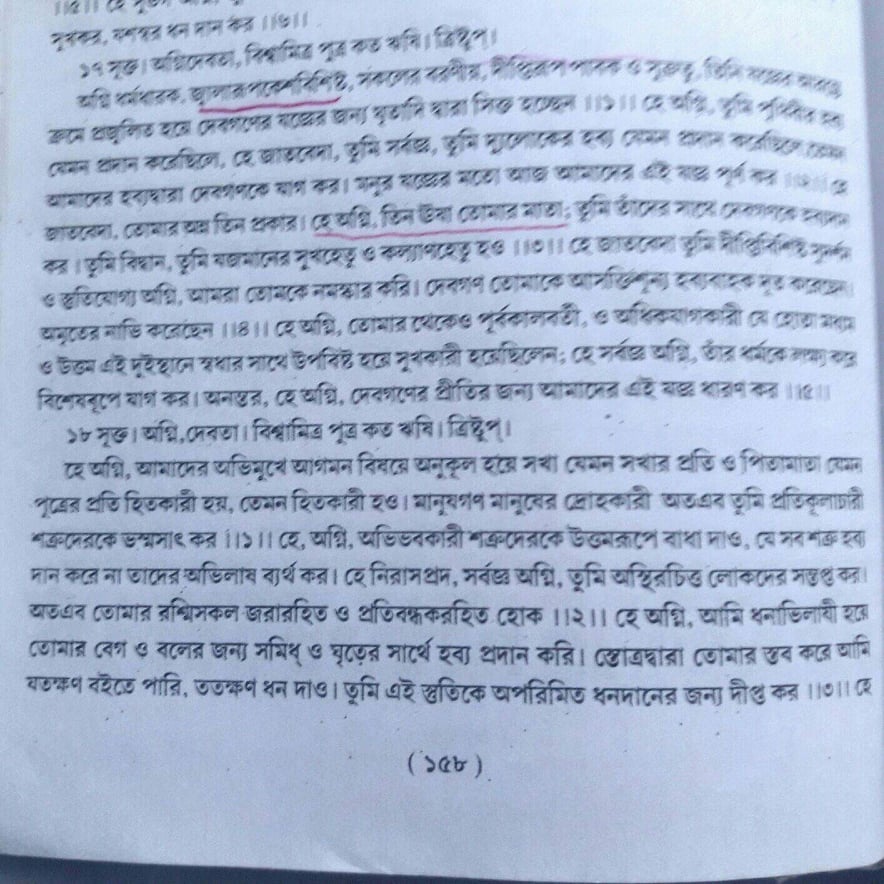 সুখকর, বলযুক্ত ধন দান কর ।।৬।।
১৭ সূক্ত। অগ্নিদেবতা, বিশ্বামিত্র পুত্র কত ঋষি। ত্রিষ্টুপ্।
অগ্নি ধর্মধারক, জ্বালারূপকেশবিশিষ্ট, সকলের বরণীয়, দীপ্তিরূপ পাবক ও সুক্রতু, তিনি যজ্ঞের আরম্ভে
ক্রমে প্রজ্বলিত হয়ে দেবগণের যজ্ঞের জন্য ঘৃতাদি দ্বারা সিক্ত হচ্ছেন ।।১।। হে অগ্নি, তুমি পৃথিবীর হব্য
যেমন প্রদান করেছিলে, হে জাতবেদা, তুমি সর্বজ্ঞ, তুমি দ্যুলোকের হব্য যেমন প্রদান করেছিলে তেমন
আমাদের হব্যদ্বারা দেবগণকে যাগ কর। মনুর যজ্ঞের মতো আজ আমাদের এই যজ্ঞ পূর্ণ কর ।।২।। হে
জাতবেদা, তোমার অন্ন তিন প্রকার। হে অগ্নি, তিন ঊষা তোমার মাতা; তুমি তাঁদের সাথে দেবগণকে হব্যদান
কর। তুমি বিদ্বান, তুমি যজমানের সুখহেতু ও কল্যাণহেতু হও ।।৩।। হে জাতবেদা তুমি দীপ্তিবিশিষ্ট সুদর্শন
ও স্তুতিযোগ্য অগ্নি, আমরা তোমাকে নমস্কার করি। দেবগণ তোমাকে আসক্তিশূন্য হব্যবাহক দূত করেছেন।
অমৃতের নাভি করেছেন ।।৪।। হে অগ্নি, তোমার থেকেও পূর্বকালবর্তী, ও অধিকযাগকারী যে হোতা মধ্যম
ও উত্তম এই দুইস্থানে স্বধার সাথে উপবিষ্ট হয়ে সুখকারী হয়েছিলেন; হে সর্বজ্ঞ অগ্নি, তাঁর ধর্মকে লক্ষ্য করে
বিশেষরূপে যাগ কর। অনন্তর, হে অগ্নি, দেবগণের প্রীতির জন্য আমাদের এই যজ্ঞ ধারণ কর ।।৫।।
১৮ সূক্ত। অগ্নি, দেবতা। বিশ্বামিত্র পুত্র কত ঋষি। ত্রিষ্টুপ্।
হে অগ্নি, আমাদের অভিমুখে আগমন বিষয়ে অনুকূল হয়ে সখা যেমন সখার প্রতি ও পিতামাতা যেমন
পুত্রের প্রতি হিতকারী হয়, তেমন হিতকারী হও। মানুষগণ মানুষের দ্রোহকারী অতএব তুমি প্রতিকূলাচারী
শত্রুদেরকে ভস্মসাৎ কর ।।১।। হে, অগ্নি, অভিভবকারী শত্রুদেরকে উত্তমরূপে বাধা দাও, যে সব শত্রু হব্য
দান করে না তাদের অভিলাষ ব্যর্থ কর। হে নিবাসপ্রদ, সর্বজ্ঞ অগ্নি, তুমি অস্থিরচিত্ত লোকদের সন্তপ্ত কর।
অতএব তোমার রশ্মিসকল জরারহিত ও প্রতিবন্ধকরহিত হোক ।।২।। হে অগ্নি, আমি ধনাভিলাষী হয়ে
তোমার বেগ ও বলের জন্য সমিধ্ ও ঘৃতের সার্থে হব্য প্রদান করি। স্তোত্রদ্বারা তোমার স্তব করে আমি
যতক্ষণ বইতে পারি, ততক্ষণ ধন দাও। তুমি এই স্তুতিকে অপরিমিত ধনদানের জন্য দীপ্ত কর ।।৩।। হে
(১৫৮)